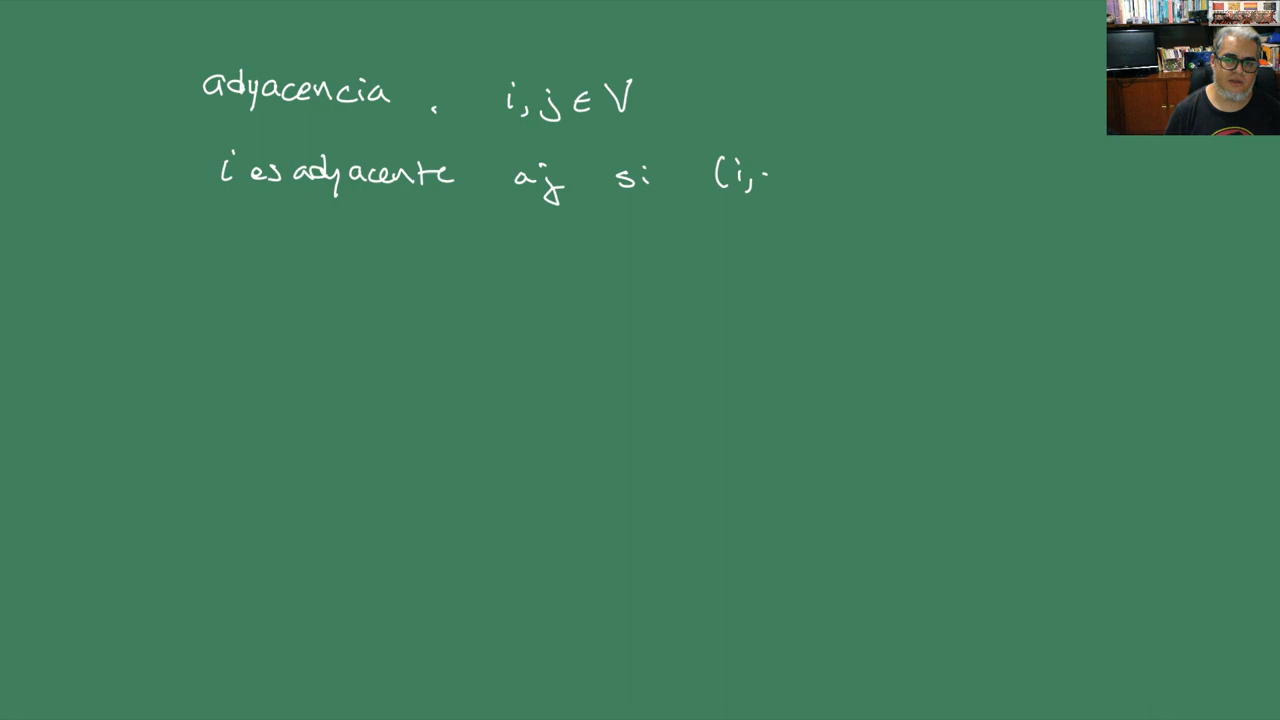 adyacencia . i, j ∈ V
i es adyacente a j si (i,